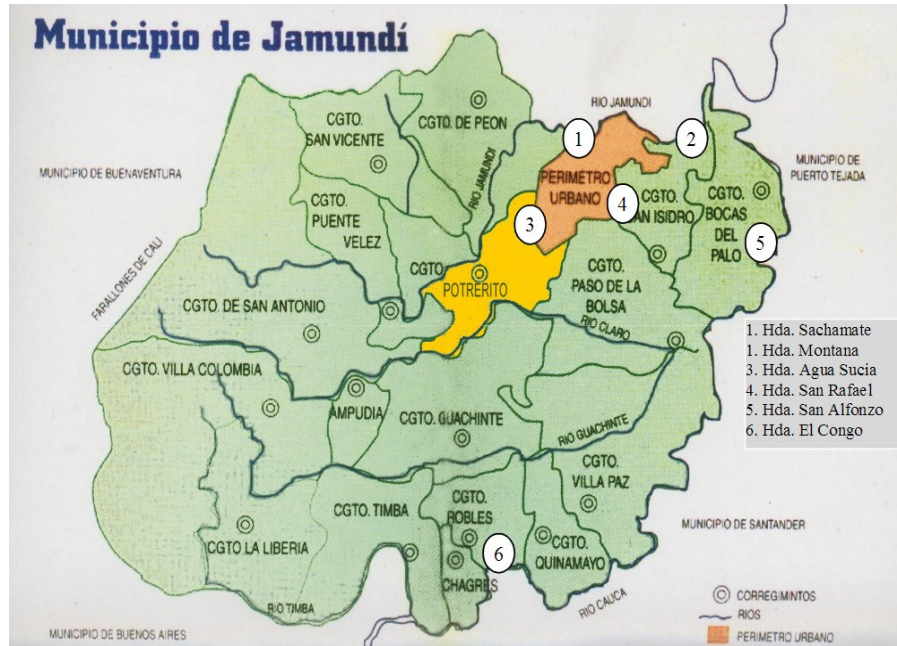 Municipio de Jamundí
RIO JAMUNDI
CGTO.
SAN VICENTE
CGTO. DE PEON
MUNICIPIO DE BUENAVENTURA
1
2
MUNICIPIO DE
PUERTO TEJADA
RIO JAMUNDI
PERIMETRO
URBANO
CGTO.
PUENTE
VELEZ
3
4
CGTO.
AN ISIDRO
CGTO.
BOCAS
DEL
PALO
5
FARALLONES DE CALI
CGTO.
POTRERITO
CGTO.
PASO DE LA
BOLSA
CGTO. DE SAN ANTONIO
RIO CLARO
1. Hda. Sachamate
1. Hda. Montana
3. Hda. Agua Sucia
4. Hda. San Rafael
5. Hda. San Alfonzo
6. Hda. El Congo
CGTO. VILLA COLOMBIA
AMPUDIA
CGTO. GUACHINTE
RIO GUACHINTE
CGTO.
VILLA PAZ
CGTO. TIMBA
CGTO.
ROBLES
MUNICIPIO DE SANTANDER
CGTO LA LIBERIA
6
CGTO.
QUINAMAYO
CHAGRES
RIO TIMBA
RIO CAUCA
CORREGIMINTOS
RIOS
PERIMETRO URBANO
MUNICIPIO DE BUENOS AIRES